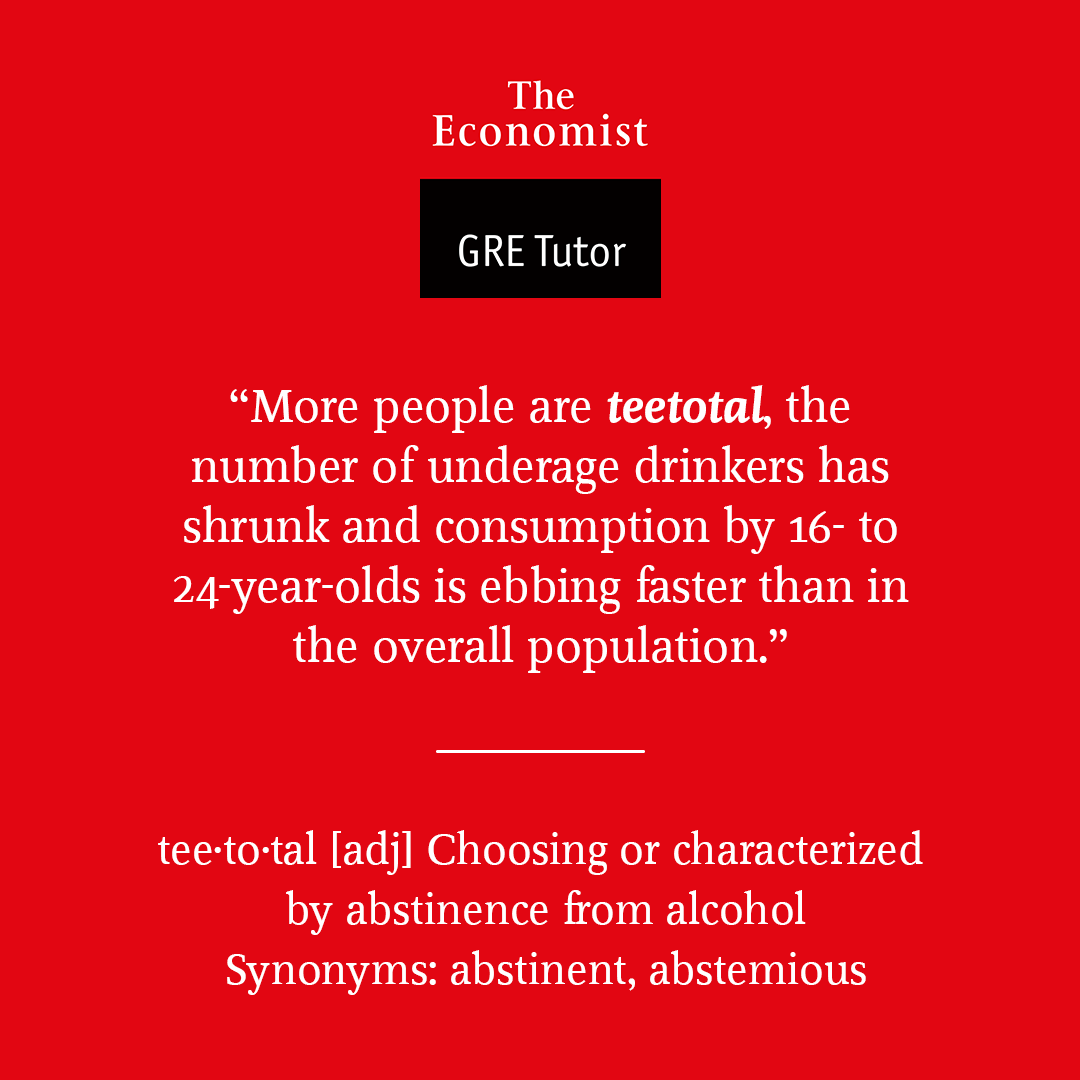 The
Economist
GRE Tutor
“More people are teetotal, the
number of underage drinkers has
shrunk and consumption by 16- to
24-year-olds is ebbing faster than in
the overall population.”
tee·to·tal [adj] Choosing or characterized
by abstinence from alcohol
Synonyms: abstinent, abstemious